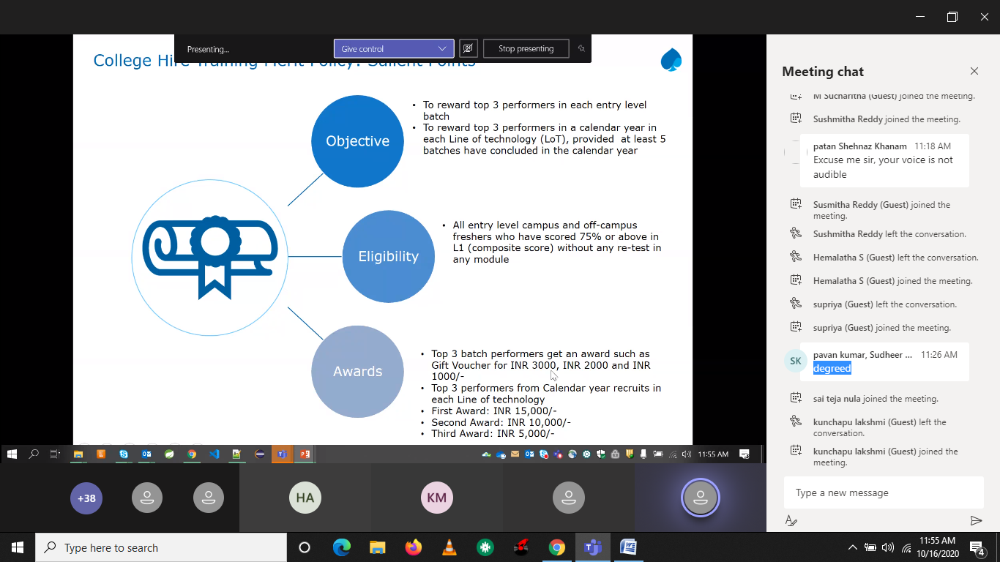 Presenting...
Give control
Stop presenting
College Hire Training Merit Policy: Salient Points
Objective
• To reward top 3 performers in each entry level
batch
• To reward top 3 performers in a calendar year in
each Line of technology (LoT), provided at least 5
batches have concluded in the calendar year
Eligibility
• All entry level campus and off-campus
freshers who have scored 75% or above in
L1 (composite score) without any re-test in
any module
Awards
• Top 3 batch performers get an award such as
Gift Voucher for INR 3000, INR 2000 and INR
1000/-
• Top 3 performers from Calendar year recruits in
each Line of technology
• First Award: INR 15,000/-
• Second Award: INR 10,000/-
• Third Award: INR 5,000/-
11:55 AM
+38
HA
KM
Meeting chat
M Sucharitha (Guest) joined the meeting.
Sushmitha Reddy joined the meeting.
patan Shehnaz Khanam 11:18 AM
Excuse me sir, your voice is not
audible
Susmitha Reddy (Guest) joined the
meeting.
Sushmitha Reddy left the conversation.
Hemalatha S (Guest) left the conversation.
Hemalatha S (Guest) joined the meeting.
supriya (Guest) left the conversation.
supriya (Guest) joined the meeting.
SK
pavan kumar, Sudheer ... 11:26 AM
degreed
sai teja nula joined the meeting.
kunchapu lakshmi (Guest) left the
conversation.
kunchapu lakshmi (Guest) joined the
meeting.
Type a new message
Type here to search
11:55 AM
10/16/2020
4